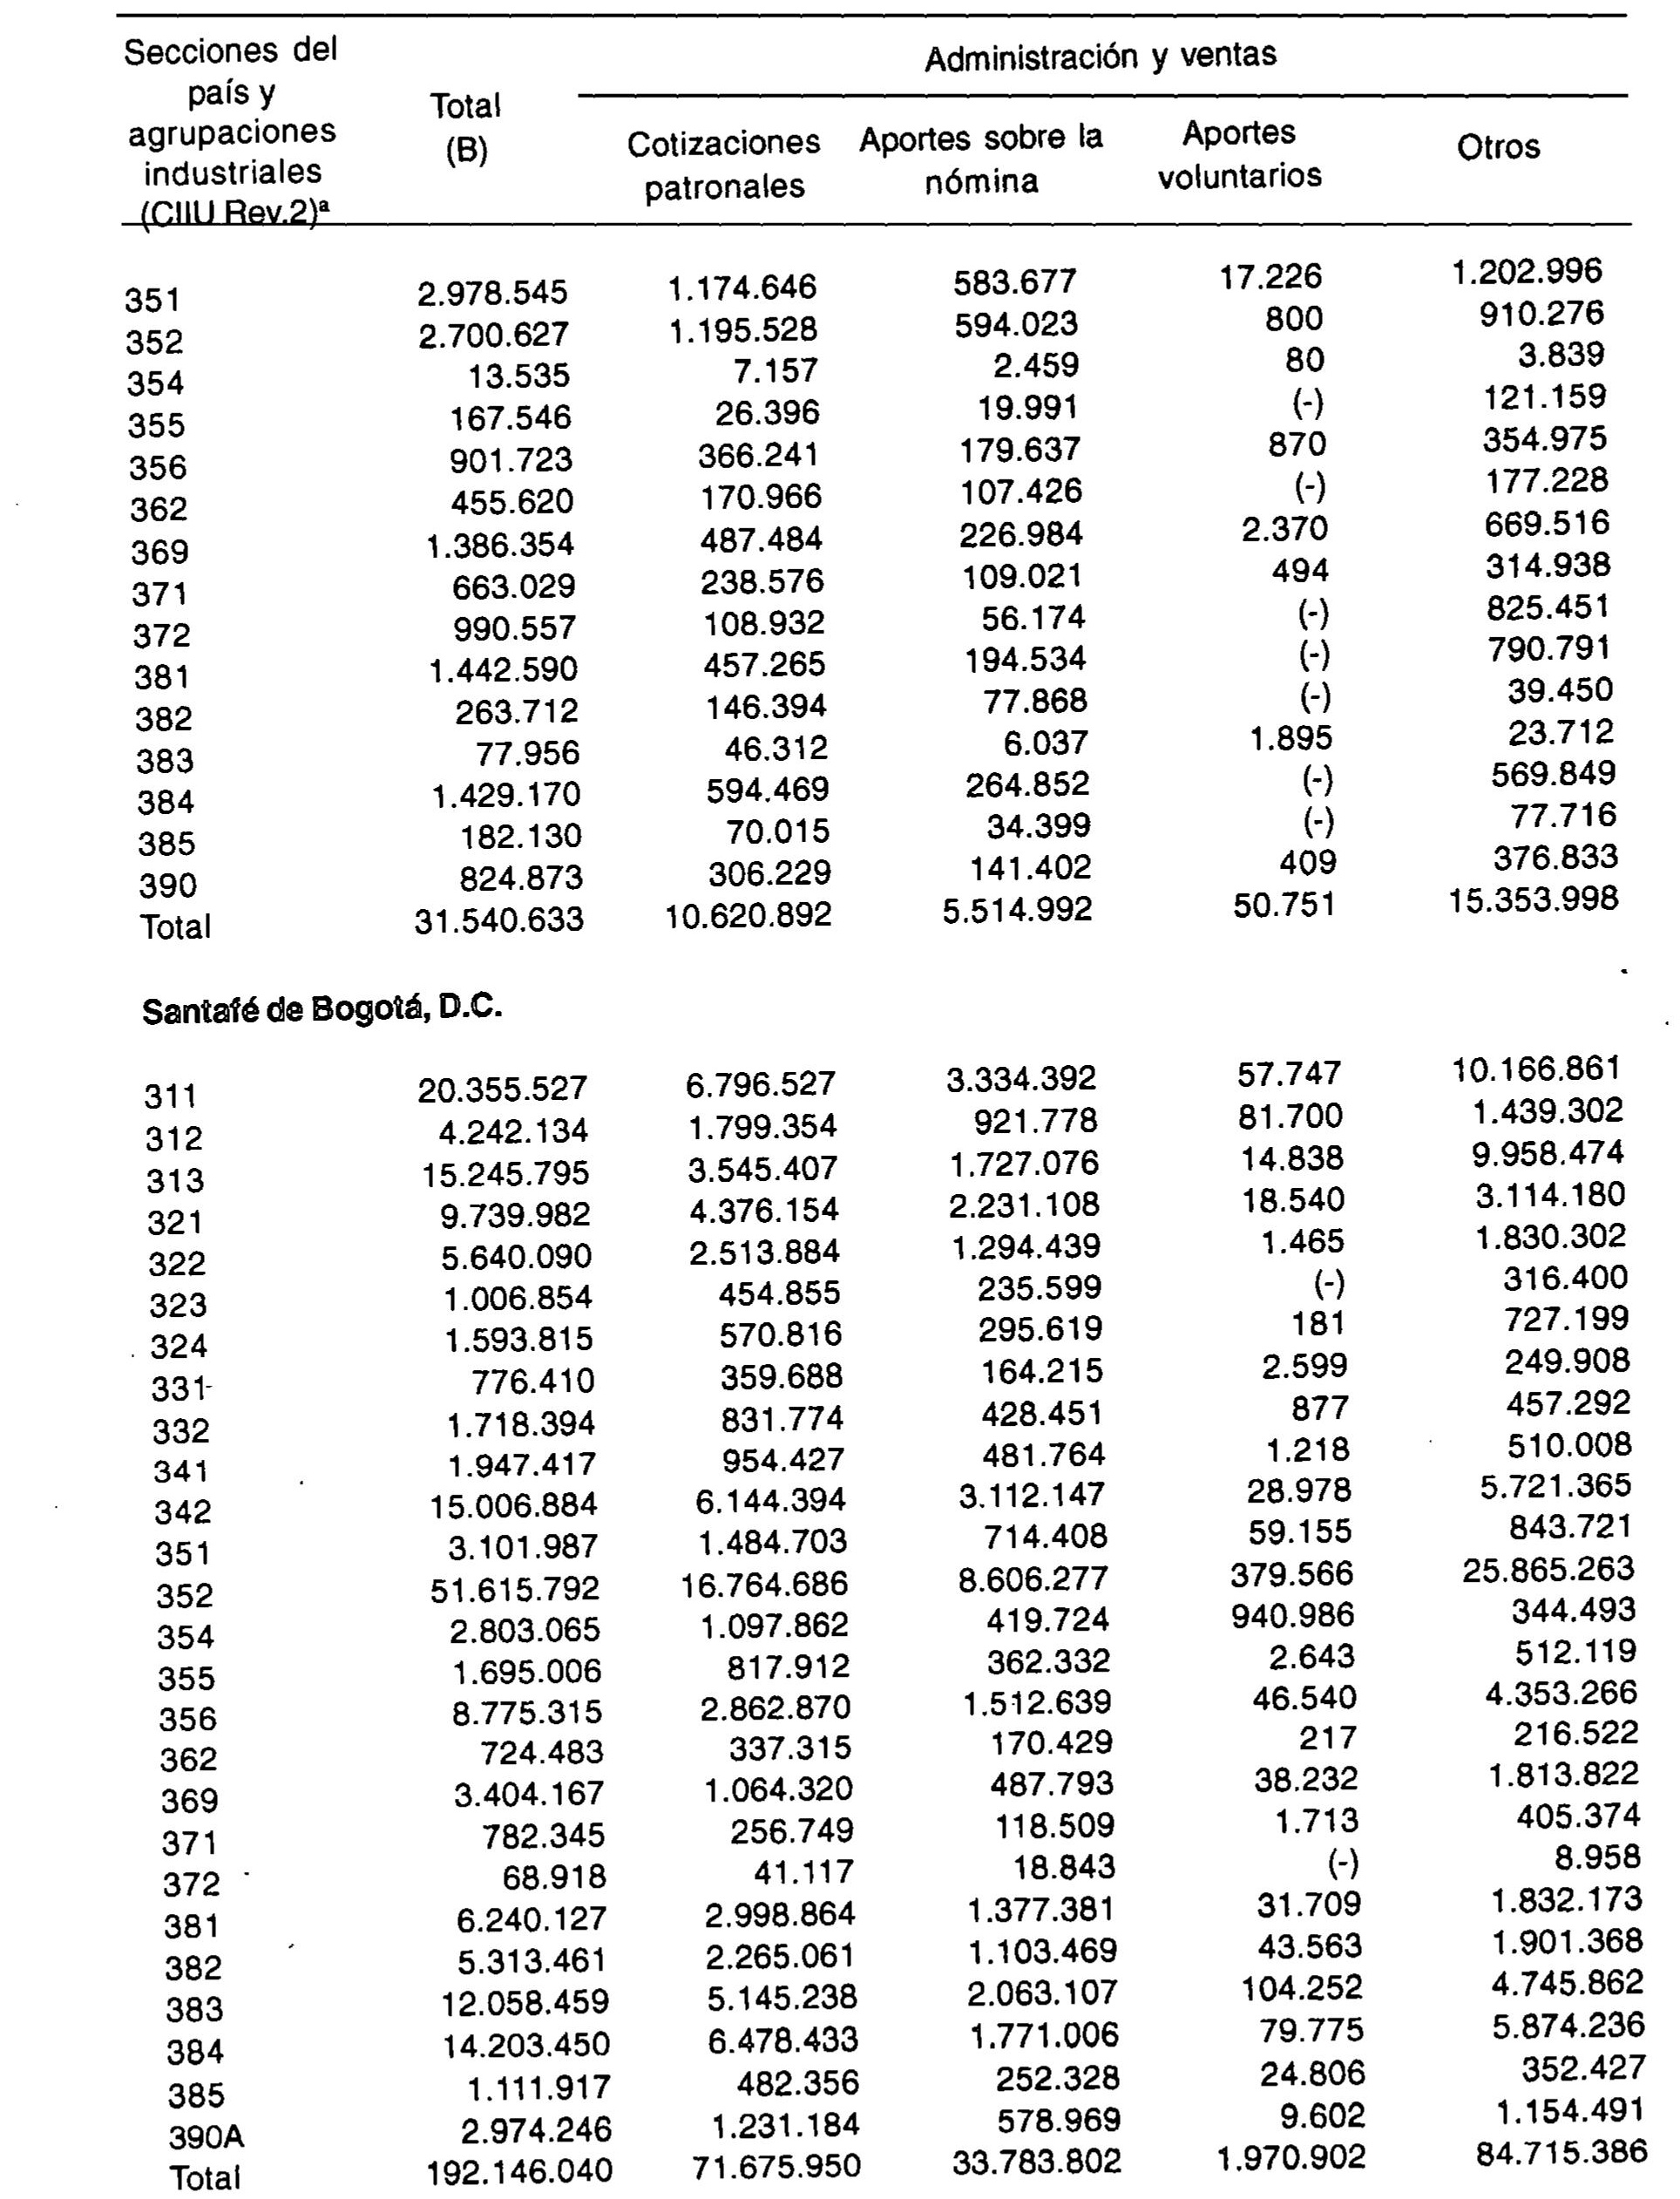 Secciones del
país y
agrupaciones
industriales
(CIIU Rev.2)ª
Total
(B)
Administración y ventas
Cotizaciones
patronales
Aportes sobre la
nómina
Aportes
voluntarios
Otros
351 2.978.545 1.174.646 583.677 17.226 1.202.996
352 2.700.627 1.195.528 594.023 800 910.276
354 13.535 7.157 2.459 80 3.839
355 167.546 26.396 19.991 (-) 121.159
356 901.723 366.241 179.637 870 354.975
362 455.620 170.966 107.426 (-) 177.228
369 1.386.354 487.484 226.984 2.370 669.516
371 663.029 238.576 109.021 494 314.938
372 990.557 108.932 56.174 (-) 825.451
381 1.442.590 457.265 194.534 (-) 790.791
382 263.712 146.394 77.868 (-) 39.450
383 77.956 46.312 6.037 1.895 23.712
384 1.429.170 594.469 264.852 (-) 569.849
385 182.130 70.015 34.399 (-) 77.716
390 824.873 306.229 141.402 409 376.833
Total 31.540.633 10.620.892 5.514.992 50.751 15.353.998
Santafé de Bogotá, D.C.
311 20.355.527 6.796.527 3.334.392 57.747 10.166.861
312 4.242.134 1.799.354 921.778 81.700 1.439.302
313 15.245.795 3.545.407 1.727.076 14.838 9.958.474
321 9.739.982 4.376.154 2.231.108 18.540 3.114.180
322 5.640.090 2.513.884 1.294.439 1.465 1.830.302
323 1.006.854 454.855 235.599 (-) 316.400
324 1.593.815 570.816 295.619 181 727.199
331 776.410 359.688 164.215 2.599 249.908
332 1.718.394 831.774 428.451 877 457.292
341 1.947.417 954.427 481.764 1.218 510.008
342 15.006.884 6.144.394 3.112.147 28.978 5.721.365
351 3.101.987 1.484.703 714.408 59.155 843.721
352 51.615.792 16.764.686 8.606.277 379.566 25.865.263
354 2.803.065 1.097.862 419.724 940.986 344.493
355 1.695.006 817.912 362.332 2.643 512.119
356 8.775.315 2.862.870 1.512.639 46.540 4.353.266
362 724.483 337.315 170.429 217 216.522
369 3.404.167 1.064.320 487.793 38.232 1.813.822
371 782.345 256.749 118.509 1.713 405.374
372 68.918 41.117 18.843 (-) 8.958
381 6.240.127 2.998.864 1.377.381 31.709 1.832.173
382 5.313.461 2.265.061 1.103.469 43.563 1.901.368
383 12.058.459 5.145.238 2.063.107 104.252 4.745.862
384 14.203.450 6.478.433 1.771.006 79.775 5.874.236
385 1.111.917 482.356 252.328 24.806 352.427
390A 2.974.246 1.231.184 578.969 9.602 1.154.491
Total 192.146.040 71.675.950 33.783.802 1.970.902 84.715.386